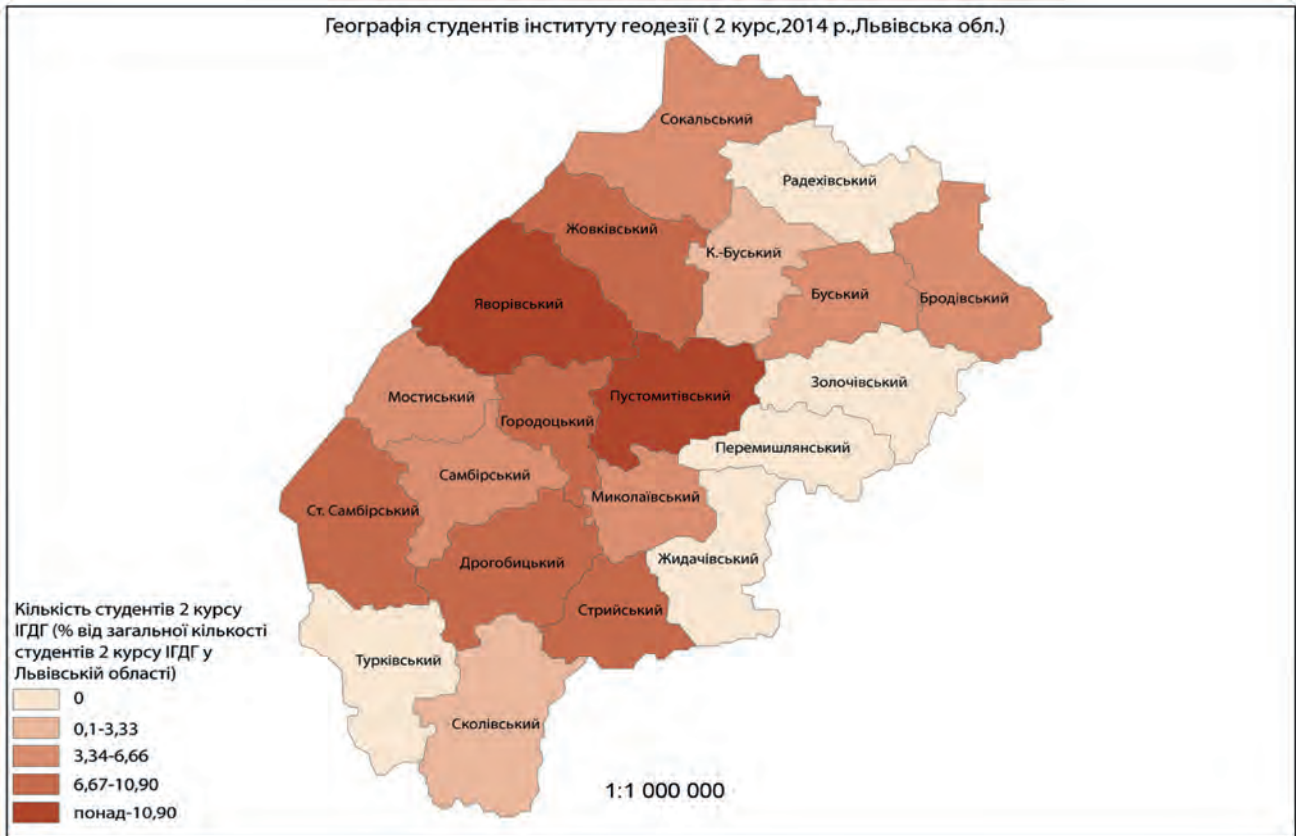 Географія студентів інституту геодезії ( 2 курс,2014 р.,Львівська обл.)
Сокальський
Радехівський
Жовківський
К.-Буський
Буський
Бродівський
Яворівський
Золочівський
Мостиський
Городоцький
Пустомитівський
Перемишлянський
Самбірський
Миколаївський
Ст. Самбірський
Дрогобицький
Жидачівський
Стрийський
Турківський
Сколівський
Кількість студентів 2 курсу
ІГДГ (% від загальної кількості
студентів 2 курсу ІГДГ у
Львівській області)
0
0,1-3,33
3,34-6,66
6,67-10,90
понад-10,90
1:1 000 000